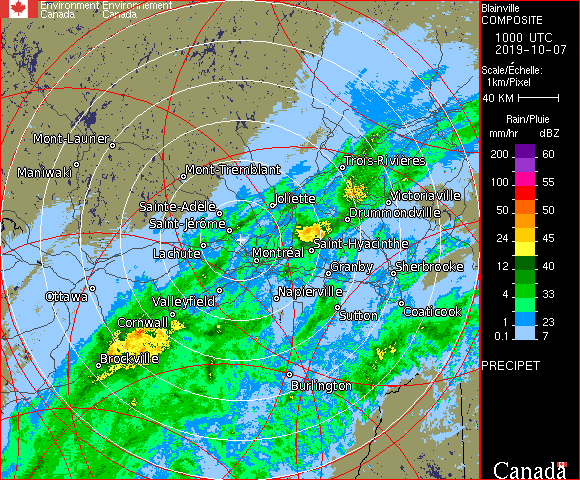 Environment Environnement
Canada Canada
Blainville
COMPOSITE
1000 UTC
2019-10-07
Scale/Échelle:
1km/Pixel
40 KM
Rain/Pluie
mm/hr dBZ
200 60
100 55
50 50
24 45
12 40
4 33
1 23
0.1 7
PRECIPET
Canada
Mont-Laurier
Maniwaki
Mont-Tremblant
Trois-Rivières
Joliette
Victoriaville
Sainte-Adèle
Drummondville
Saint-Jérôme
Lachute
Saint-Hyacinthe
Montréal
Granby
Sherbrooke
Ottawa
Valleyfield
Napierville
Sutton
Coaticook
Cornwall
Brockville
Burlington